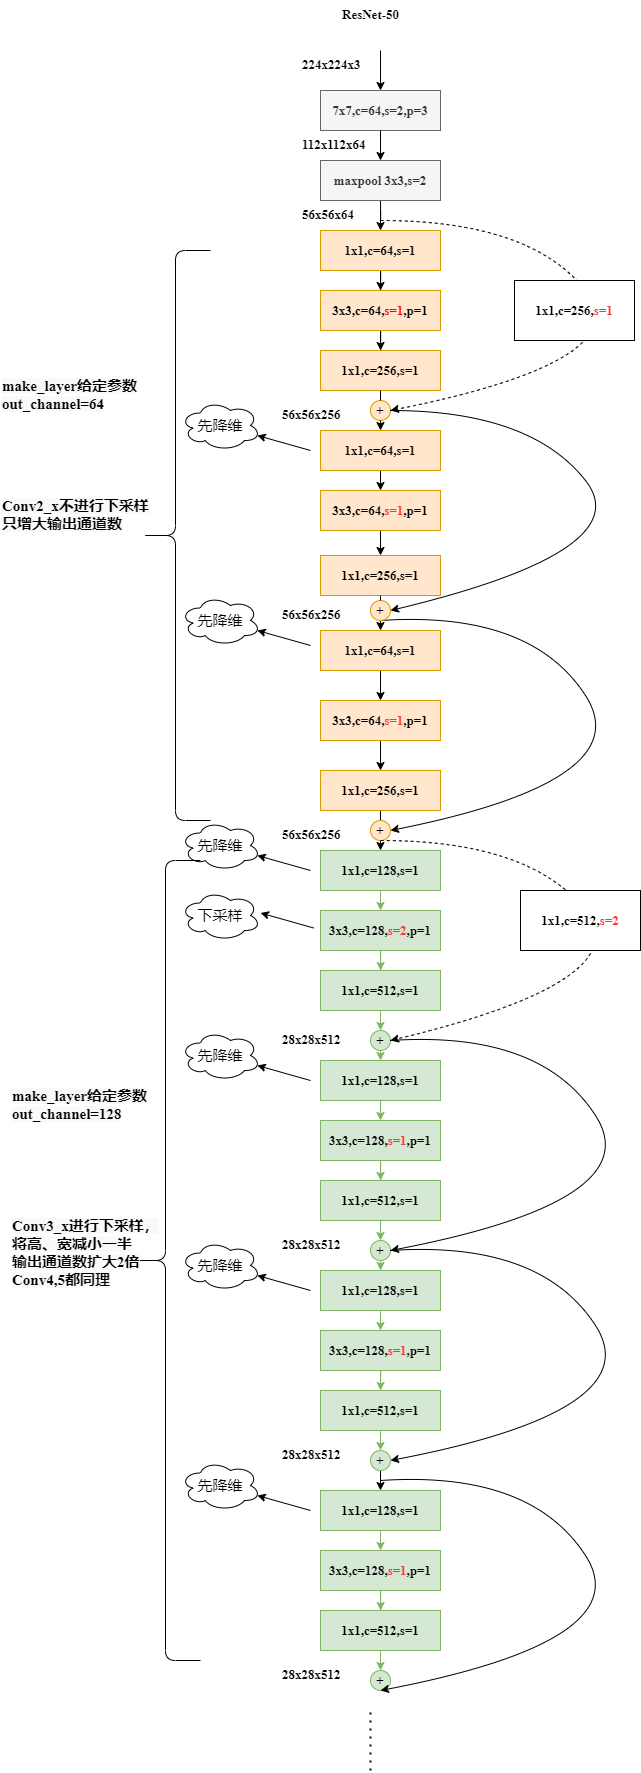 ResNet-50
224x224x3
7x7,c=64,s=2,p=3
112x112x64
maxpool 3x3,s=2
56x56x64
1x1,c=64,s=1
1x1,c=256,s=1
3x3,c=64,s=1,p=1
1x1,c=256,s=1
make_layer给定参数
out_channel=64
+
56x56x256
先降维
1x1,c=64,s=1
3x3,c=64,s=1,p=1
Conv2_x不进行下采样
只增大输出通道数
1x1,c=256,s=1
+
56x56x256
先降维
1x1,c=64,s=1
3x3,c=64,s=1,p=1
1x1,c=256,s=1
+
56x56x256
先降维
1x1,c=128,s=1
下采样
3x3,c=128,s=2,p=1
1x1,c=512,s=2
1x1,c=512,s=1
+
28x28x512
先降维
1x1,c=128,s=1
make_layer给定参数
out_channel=128
3x3,c=128,s=1,p=1
1x1,c=512,s=1
Conv3_x进行下采样，
将高、宽减小一半
输出通道数扩大2倍
Conv4,5都同理
+
28x28x512
先降维
1x1,c=128,s=1
3x3,c=128,s=1,p=1
1x1,c=512,s=1
+
28x28x512
先降维
1x1,c=128,s=1
3x3,c=128,s=1,p=1
1x1,c=512,s=1
+
28x28x512